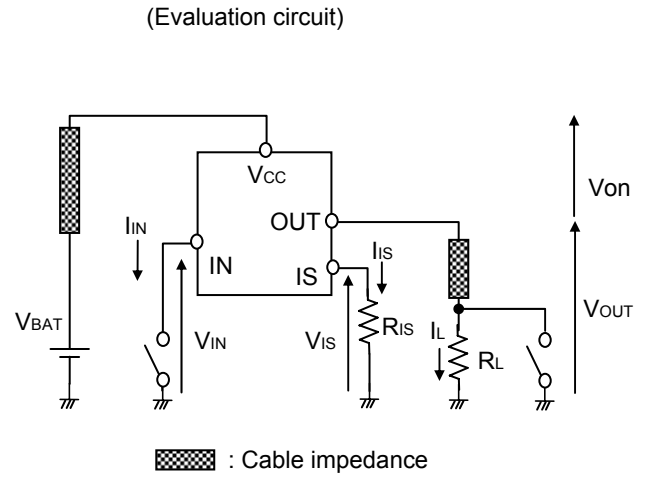 (Evaluation circuit)
VCC
Von
OUT
IIN
IIS
IN
IS
VBAT
VIN
VIS
RIS
IL
RL
VOUT
: Cable impedance